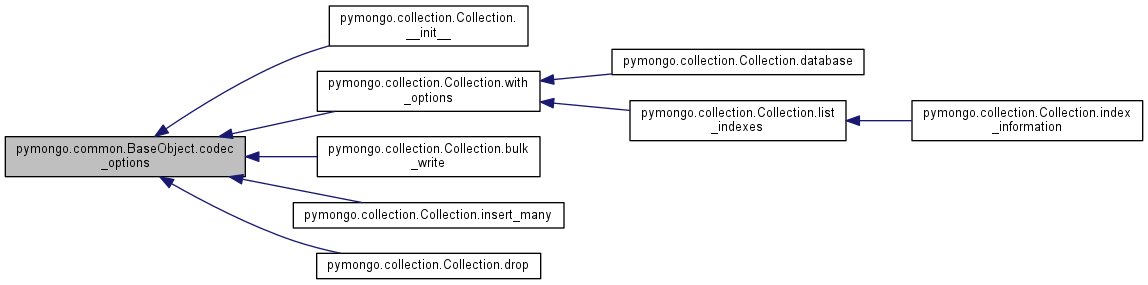 pymongo.collection.Collection.
__init__
pymongo.collection.Collection.database
pymongo.collection.Collection.with
_options
pymongo.collection.Collection.list
_indexes
pymongo.collection.Collection.index
_information
pymongo.common.BaseObject.codec
_options
pymongo.collection.Collection.bulk
_write
pymongo.collection.Collection.insert_many
pymongo.collection.Collection.drop